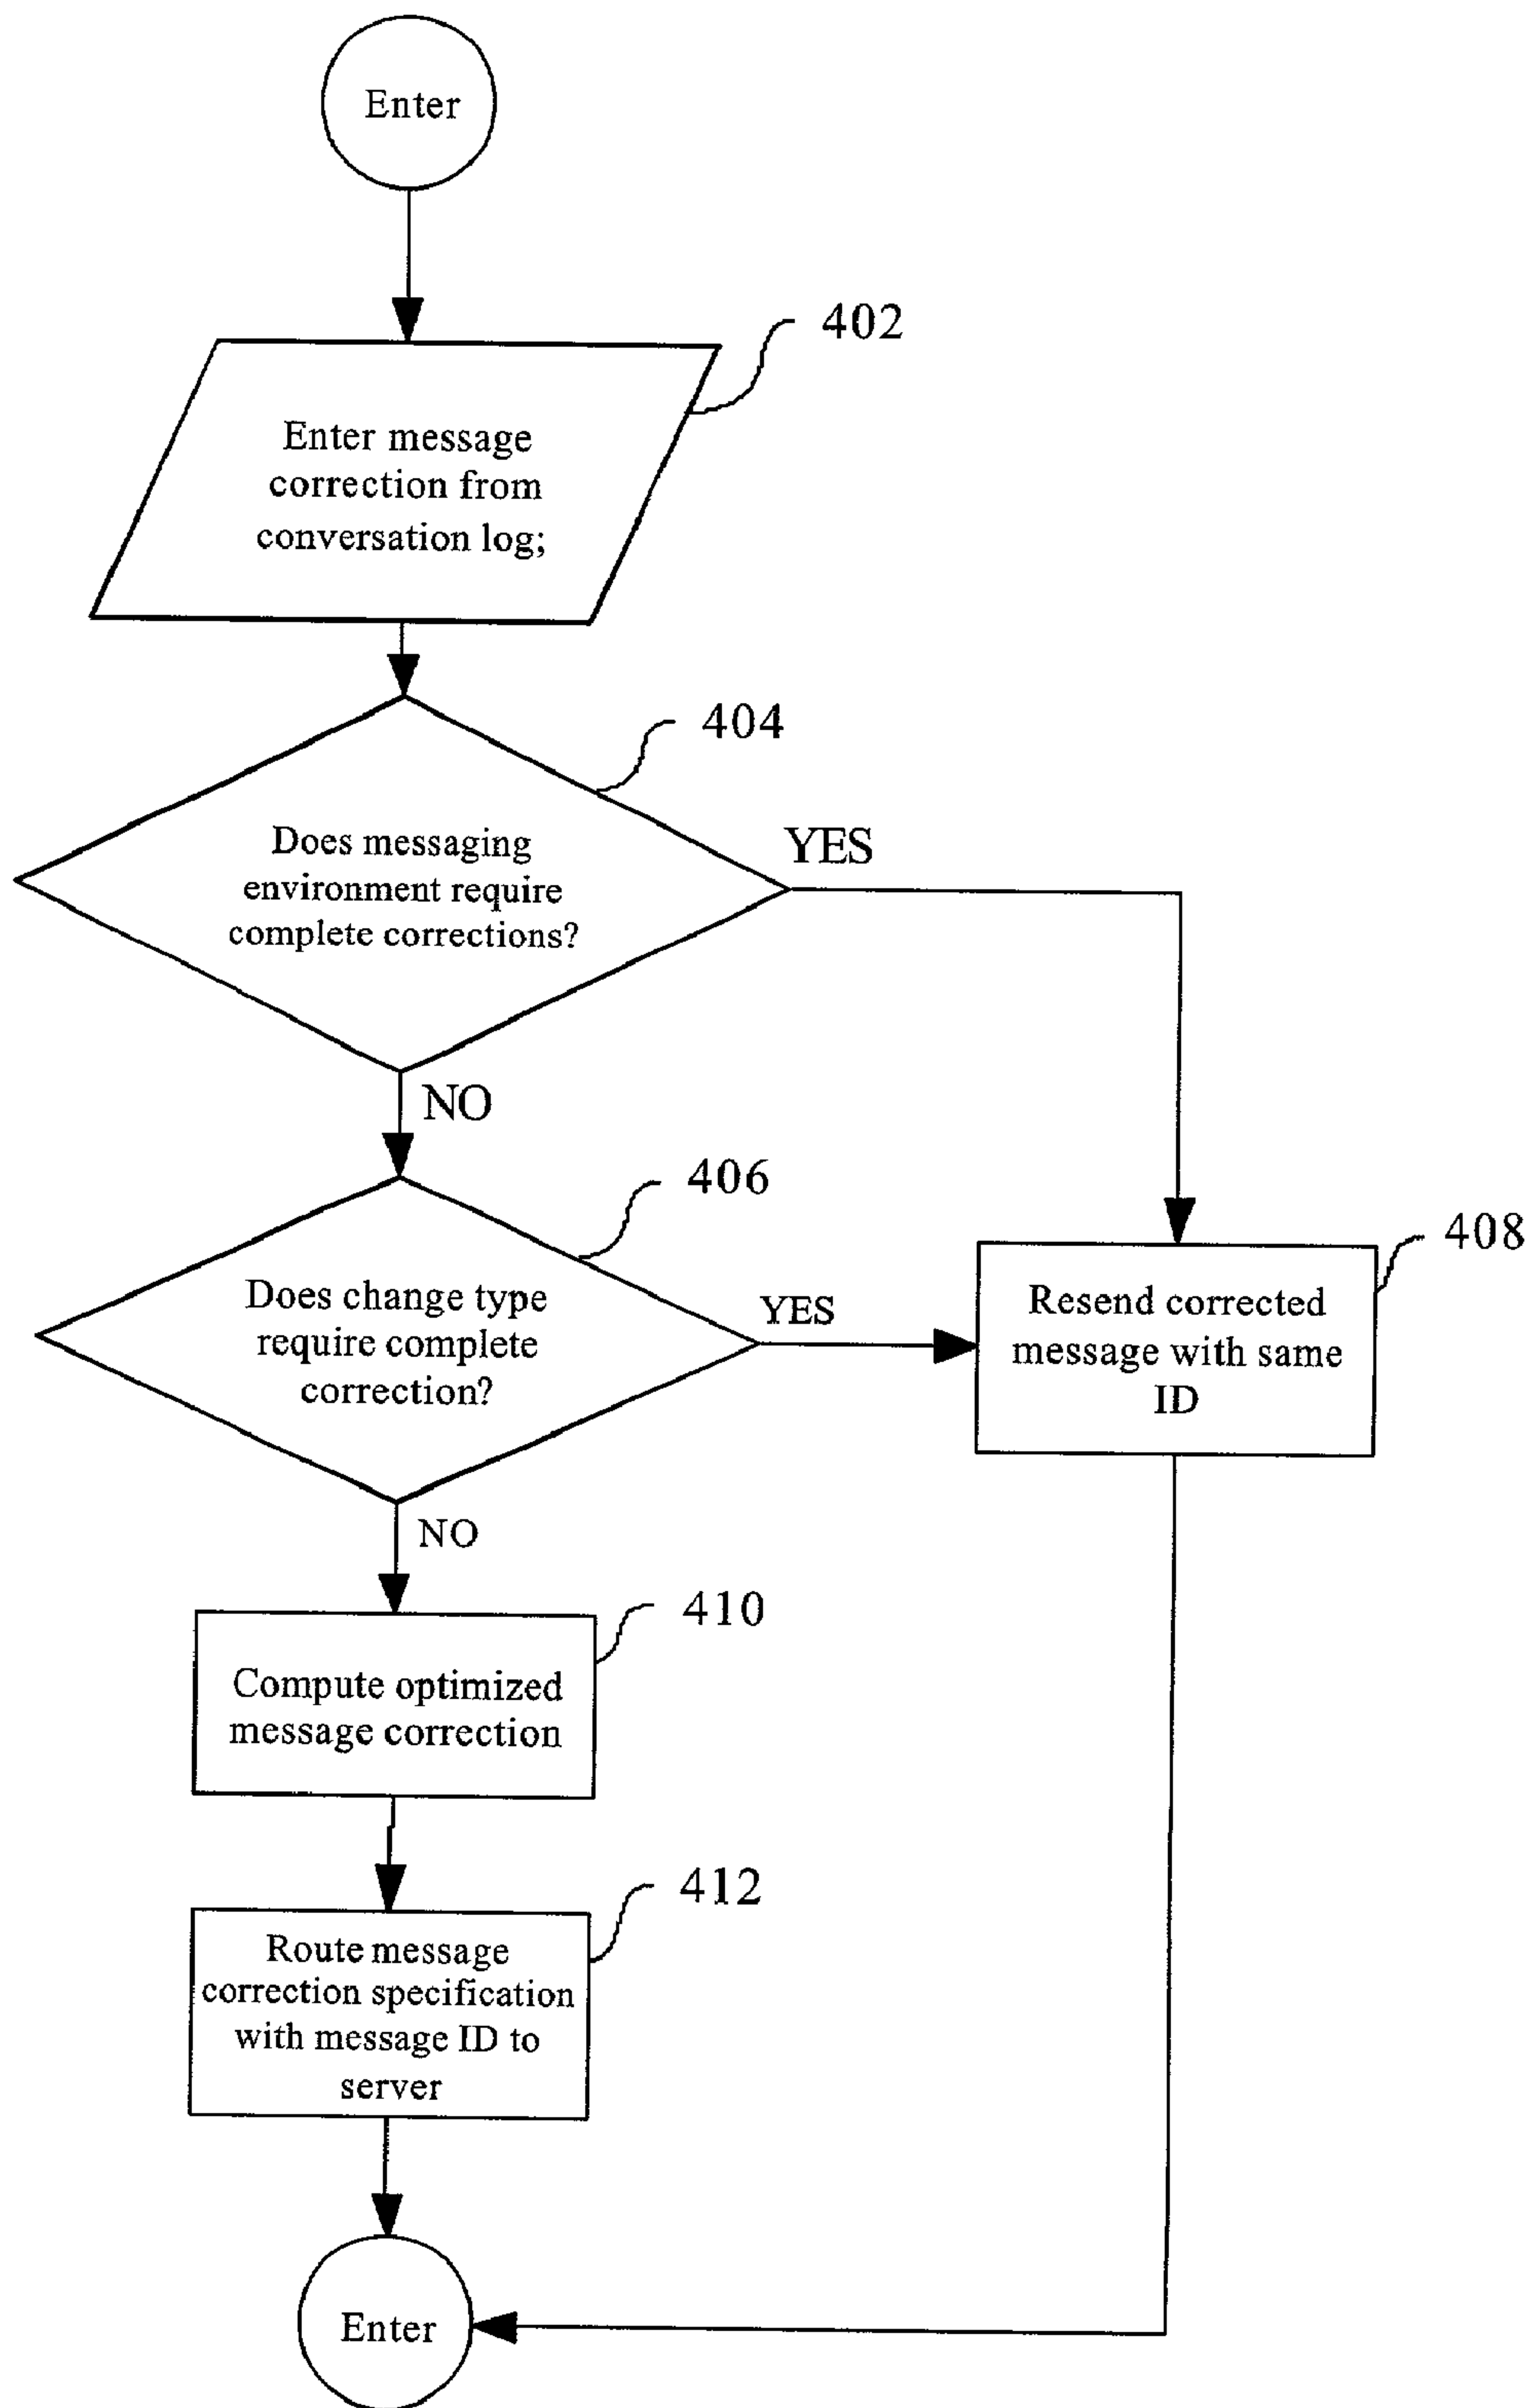 Enter
402
Enter message
correction from
conversation log;
404
Does messaging
environment require
complete corrections?
YES
NO
406
Does change type
require complete
correction?
YES
408
Resend corrected
message with same
ID
NO
410
Compute optimized
message correction
412
Route message
correction specification
with message ID to
server
Enter